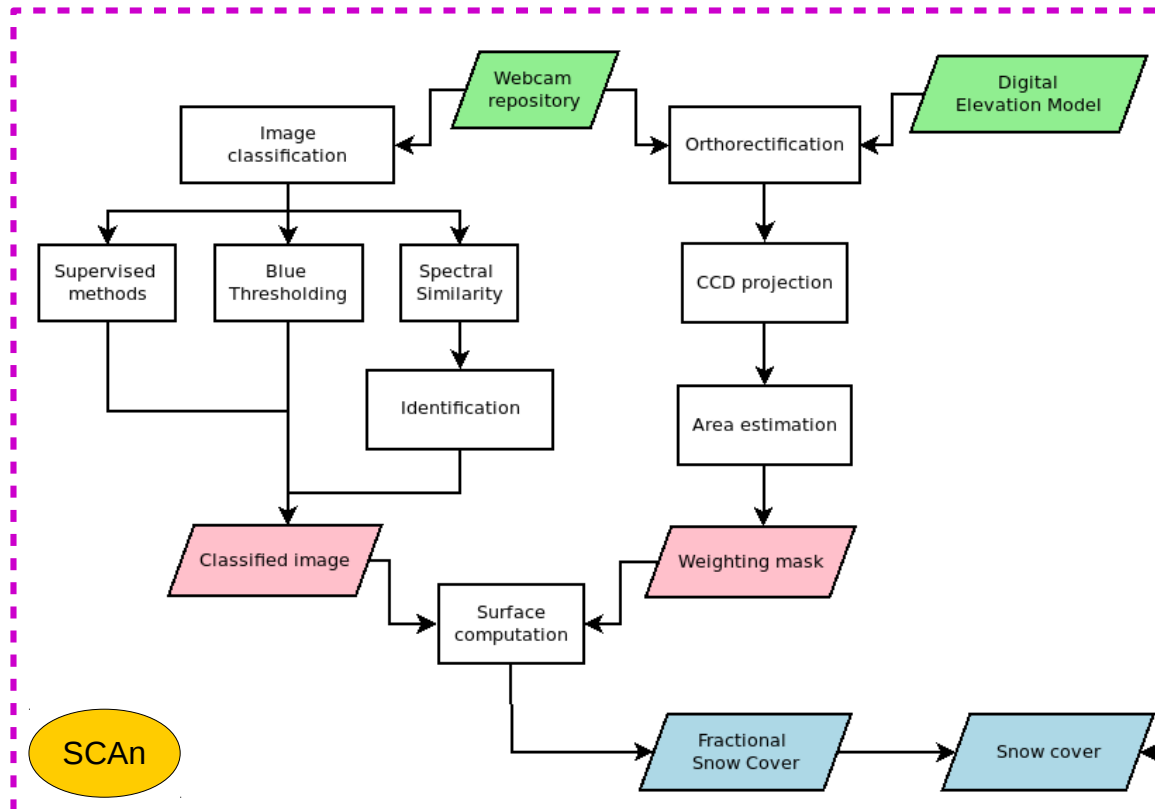 Webcam
repository
Digital
Elevation Model
Image
classification
Orthorectification
Supervised
methods
Blue
Thresholding
Spectral
Similarity
CCD projection
Identification
Area estimation
Classified image
Weighting mask
Surface
computation
SCAn
Fractional
Snow Cover
Snow cover